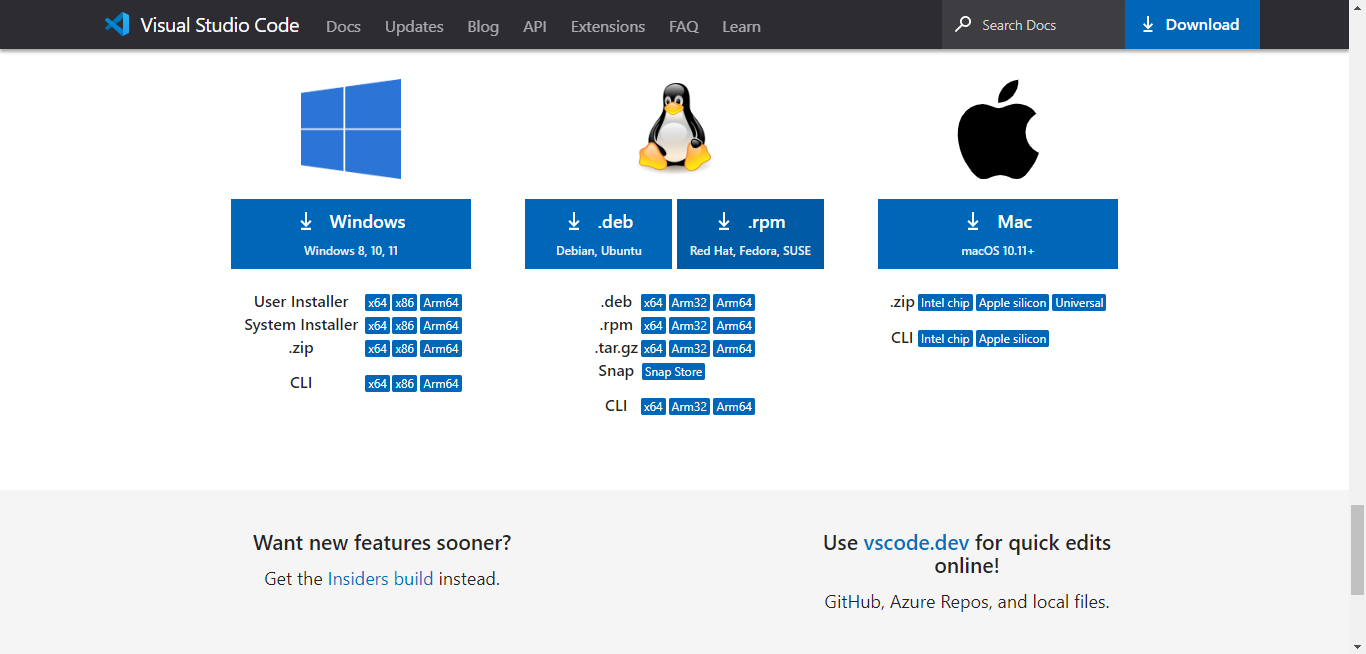 Visual Studio Code Docs Updates Blog API Extensions FAQ Learn Search Docs Download
Windows
Windows 8, 10, 11
User Installer x64 x86 Arm64
System Installer x64 x86 Arm64
.zip x64 x86 Arm64
CLI x64 x86 Arm64
.deb
Debian, Ubuntu
.rpm
Red Hat, Fedora, SUSE
.deb x64 Arm32 Arm64
.rpm x64 Arm32 Arm64
.tar.gz x64 Arm32 Arm64
Snap Snap Store
CLI x64 Arm32 Arm64
Mac
macOS 10.11+
.zip Intel chip Apple silicon Universal
CLI Intel chip Apple silicon
Want new features sooner?
Get the Insiders build instead.
Use vscode.dev for quick edits
online!
GitHub, Azure Repos, and local files.